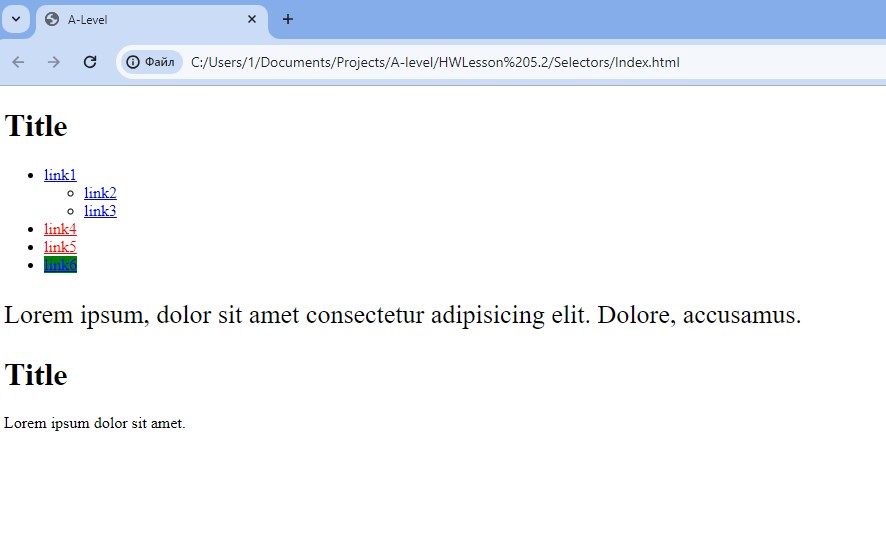 A-Level
Файл C:/Users/1/Documents/Projects/A-level/HWLesson%205.2/Selectors/Index.html
Title
link1
link2
link3
link4
link5
link6
Lorem ipsum, dolor sit amet consectetur adipisicing elit. Dolore, accusamus.
Title
Lorem ipsum dolor sit amet.